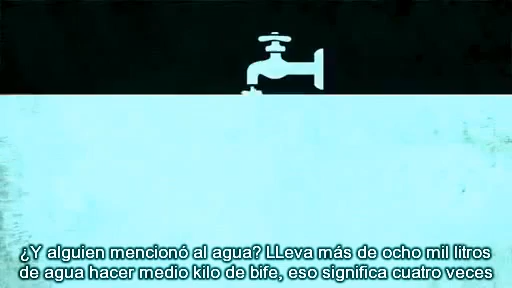 ¿Y alguien mencionó al agua? LLeva más de ocho mil litros
de agua hacer medio kilo de bife, eso significa cuatro veces